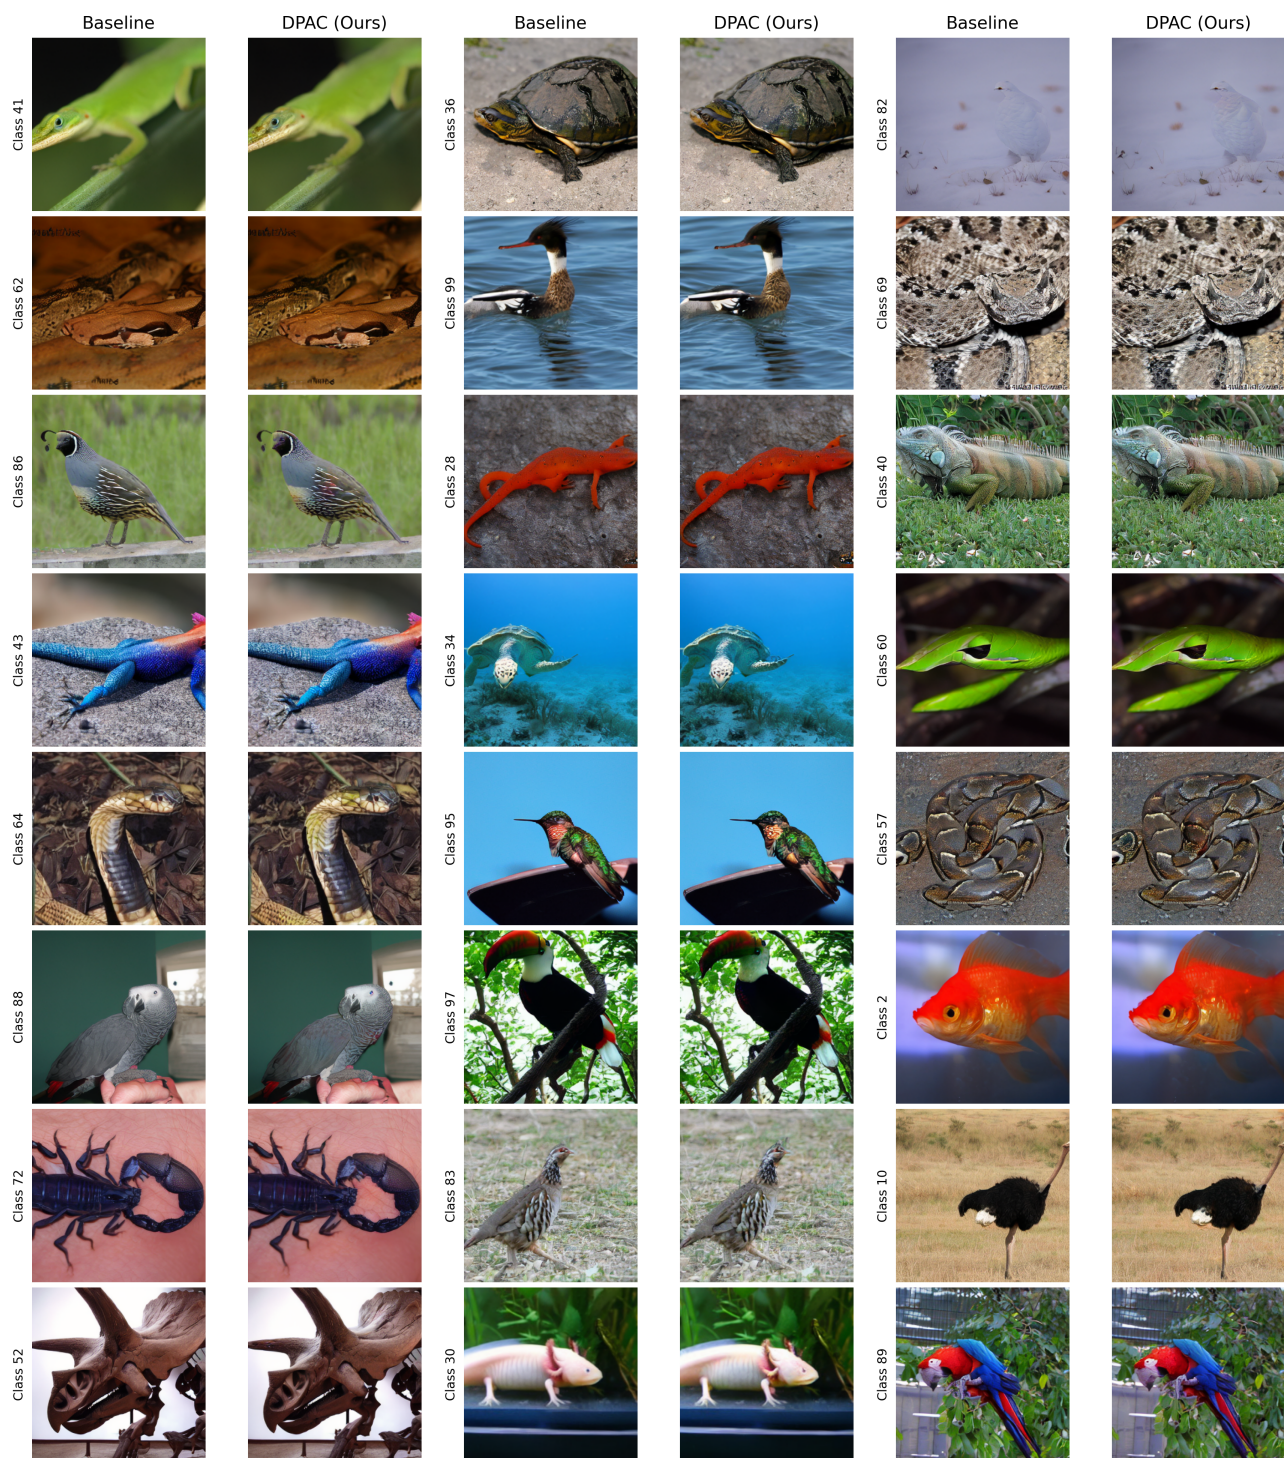 Baseline DPAC (Ours) Baseline DPAC (Ours) Baseline DPAC (Ours)
Class 41 Class 36 Class 82
Class 62 Class 99 Class 69
Class 86 Class 28 Class 40
Class 43 Class 34 Class 60
Class 64 Class 95 Class 57
Class 88 Class 97 Class 2
Class 72 Class 83 Class 10
Class 52 Class 30 Class 89